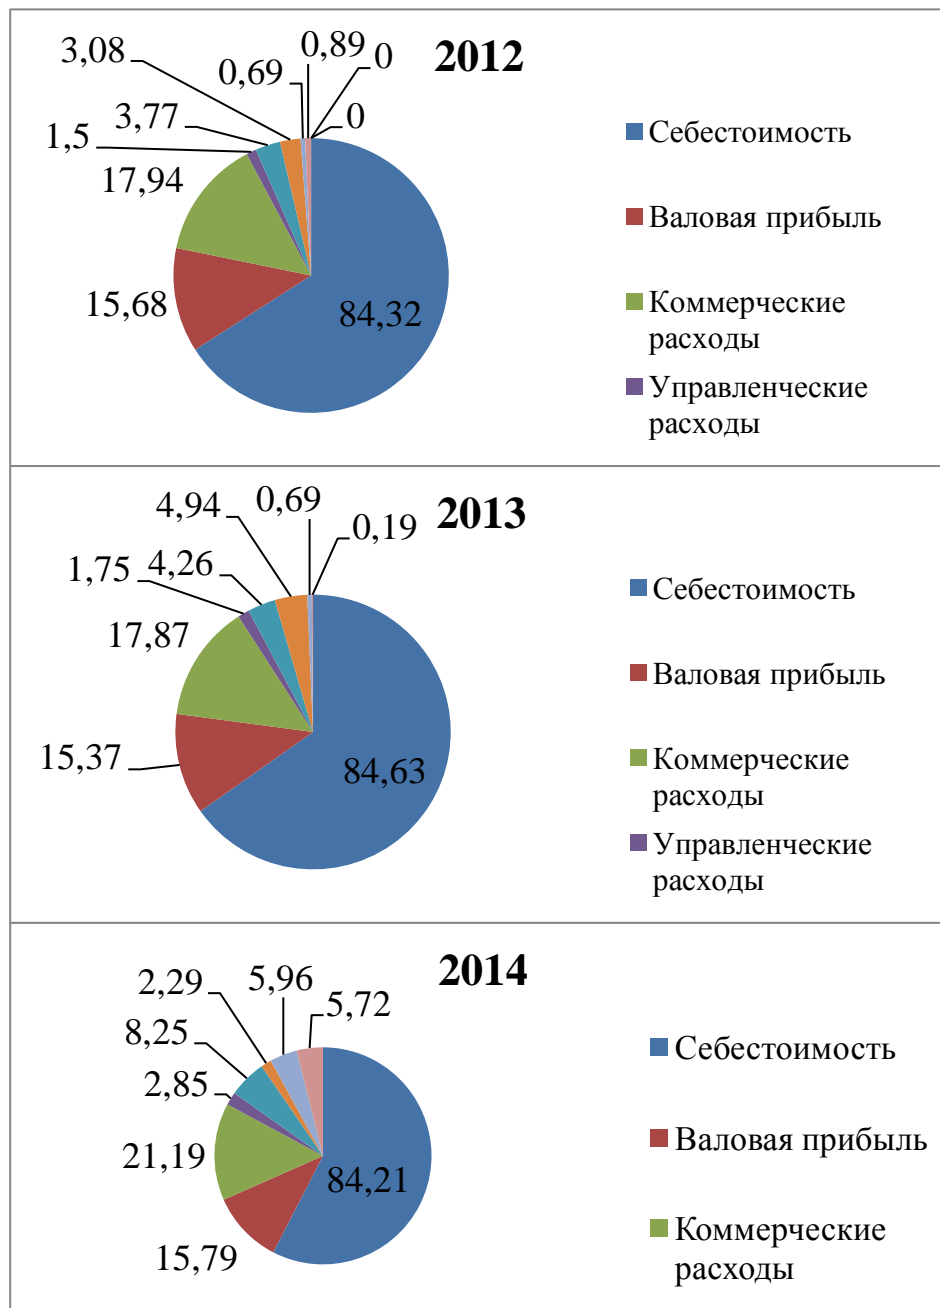 3,08
0,69
0,89
0
2012
3,77
0
1,5
17,94
15,68
84,32
Себестоимость
Валовая прибыль
Коммерческие
расходы
Управленческие
расходы
4,94
0,69
0,19
2013
1,75
4,26
17,87
15,37
84,63
Себестоимость
Валовая прибыль
Коммерческие
расходы
Управленческие
расходы
2,29
5,96
5,72
2014
8,25
2,85
21,19
15,79
84,21
Себестоимость
Валовая прибыль
Коммерческие
расходы